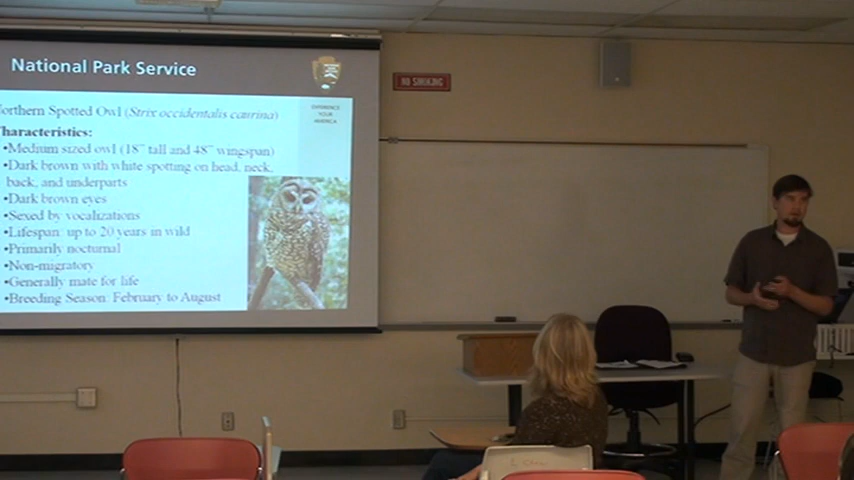 National Park Service
EXPERIENCE
YOUR
AMERICA
orthern Spotted Owl (Strix occidentalis caurina)
haracteristics:
•Medium sized owl (18" tall and 48" wingspan)
•Dark brown with white spotting on head, neck,
back, and underparts
•Dark brown eyes
•Sexed by vocalizations
•Lifespan: up to 20 years in wild
•Primarily nocturnal
•Non-migratory
•Generally mate for life
•Breeding Season: February to August
NO SMOKING